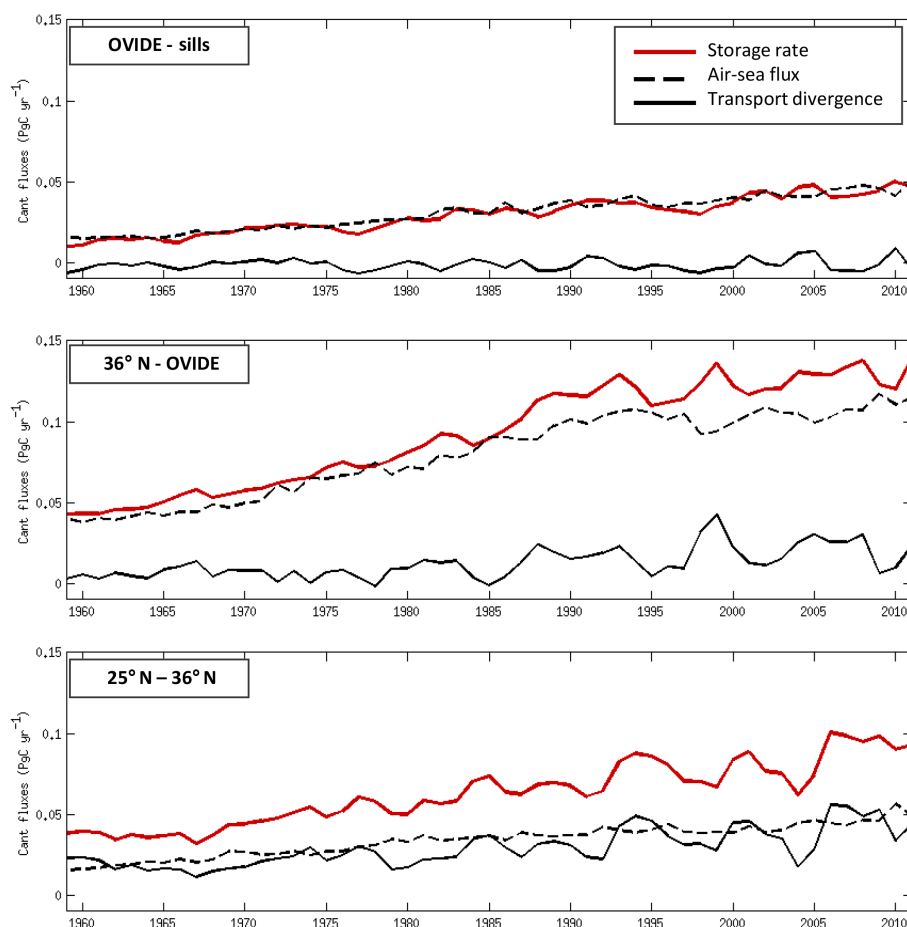 0.15
OVIDE - sills
Storage rate
Air-sea flux
Transport divergence
0.1
0.05
0
Cant fluxes (PgC yr⁻¹)
1960 1965 1970 1975 1980 1985 1990 1995 2000 2005 2010
0.15
36° N - OVIDE
0.1
0.05
0
Cant fluxes (PgC yr⁻¹)
1960 1965 1970 1975 1980 1985 1990 1995 2000 2005 2010
0.15
25° N – 36° N
0.1
0.05
0
Cant fluxes (PgC yr⁻¹)
1960 1965 1970 1975 1980 1985 1990 1995 2000 2005 2010